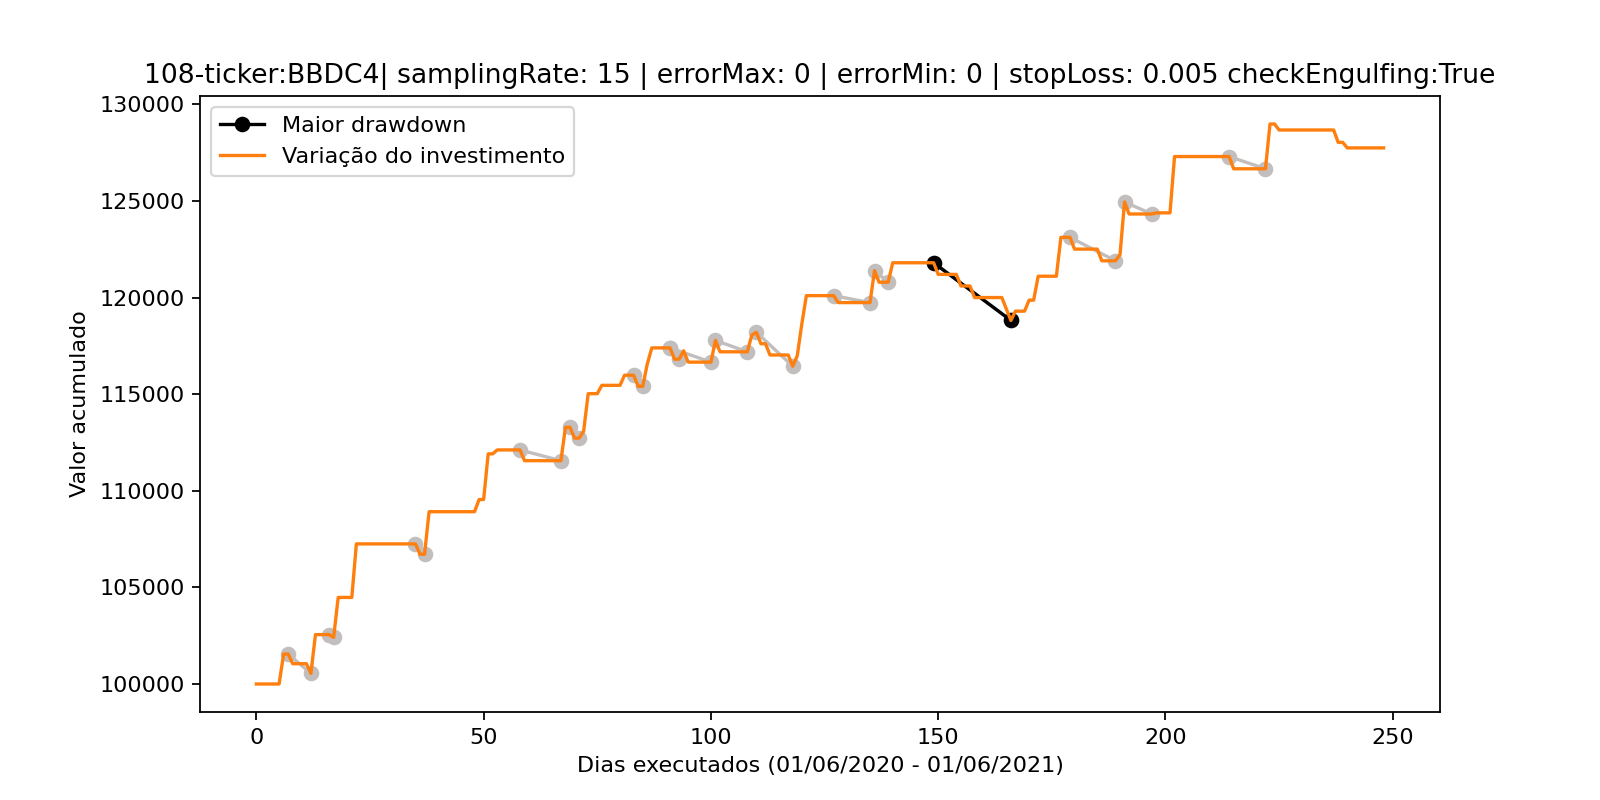 108-ticker:BBDC4| samplingRate: 15 | errorMax: 0 | errorMin: 0 | stopLoss: 0.005 checkEngulfing:True
Maior drawdown
Variação do investimento
130000
125000
120000
115000
110000
105000
100000
Valor acumulado
0 50 100 150 200 250
Dias executados (01/06/2020 - 01/06/2021)